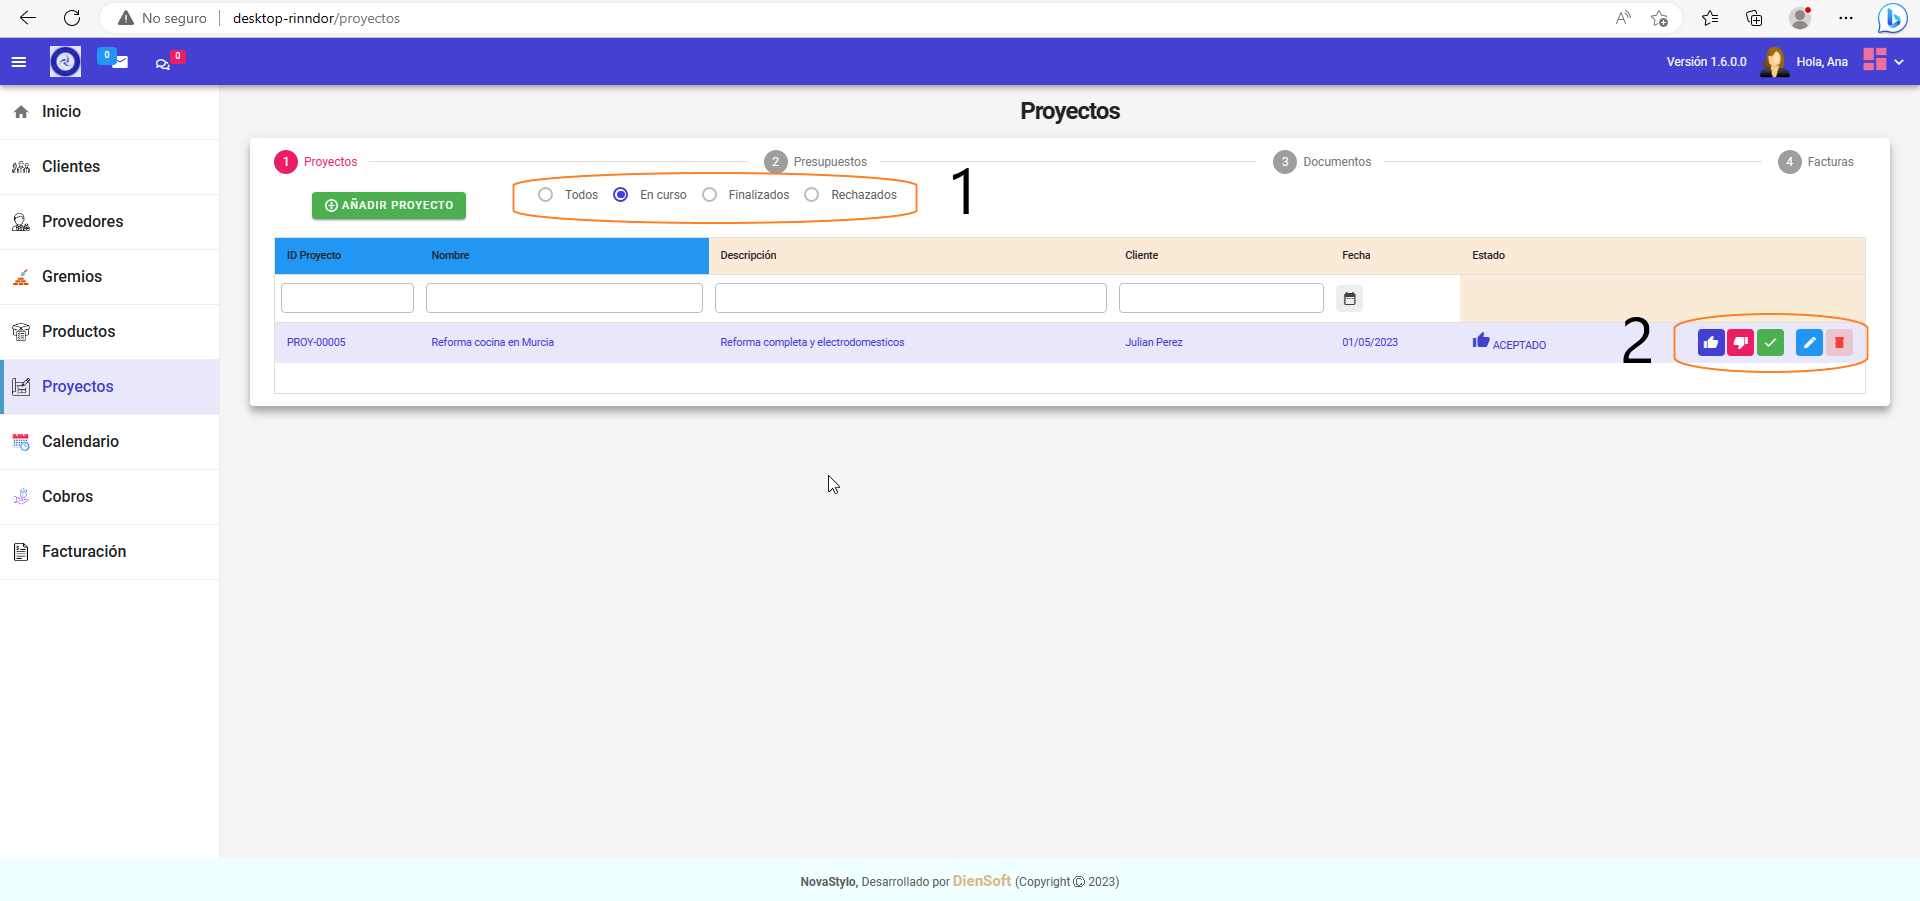 No seguro desktop-rinndor/proyectos
0 0 Versión 1.6.0.0 Hola, Ana
Inicio
Clientes
Provedores
Gremios
Productos
Proyectos
Calendario
Cobros
Facturación
Proyectos
1 Proyectos 2 Presupuestos 3 Documentos 4 Facturas
AÑADIR PROYECTO Todos En curso Finalizados Rechazados 1
ID Proyecto Nombre Descripción Cliente Fecha Estado
PROY-00005 Reforma cocina en Murcia Reforma completa y electrodomesticos Julian Perez 01/05/2023 ACEPTADO 2
NovaStylo, Desarrollado por DienSoft (Copyright © 2023)